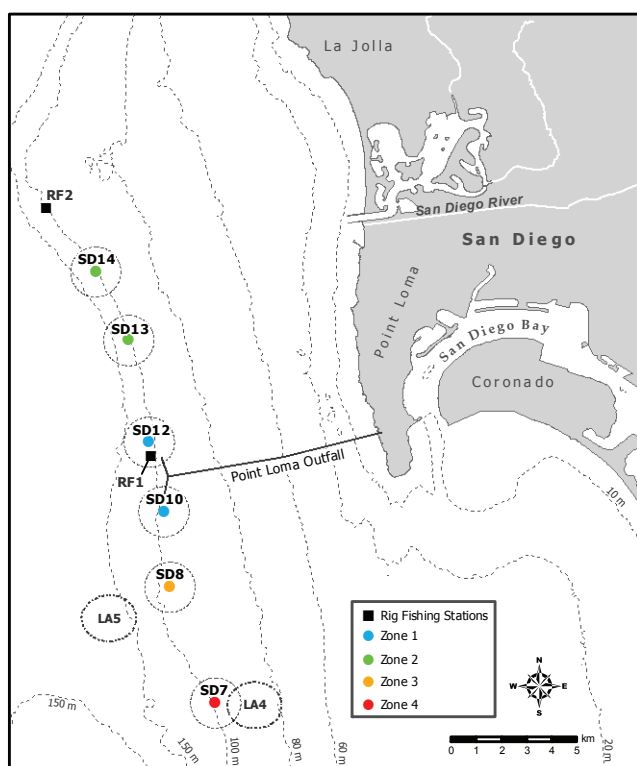 La Jolla
RF2
San Diego River
San Diego
SD14
Point Loma
SD13
San Diego Bay
Coronado
SD12
RF1
Point Loma Outfall
SD10
10 m
SD8
LA5
Rig Fishing Stations
Zone 1
Zone 2
Zone 3
Zone 4
SD7
LA4
N
W E
S
150 m
150 m
100 m
80 m
60 m
20 m
0 1 2 3 4 5 km